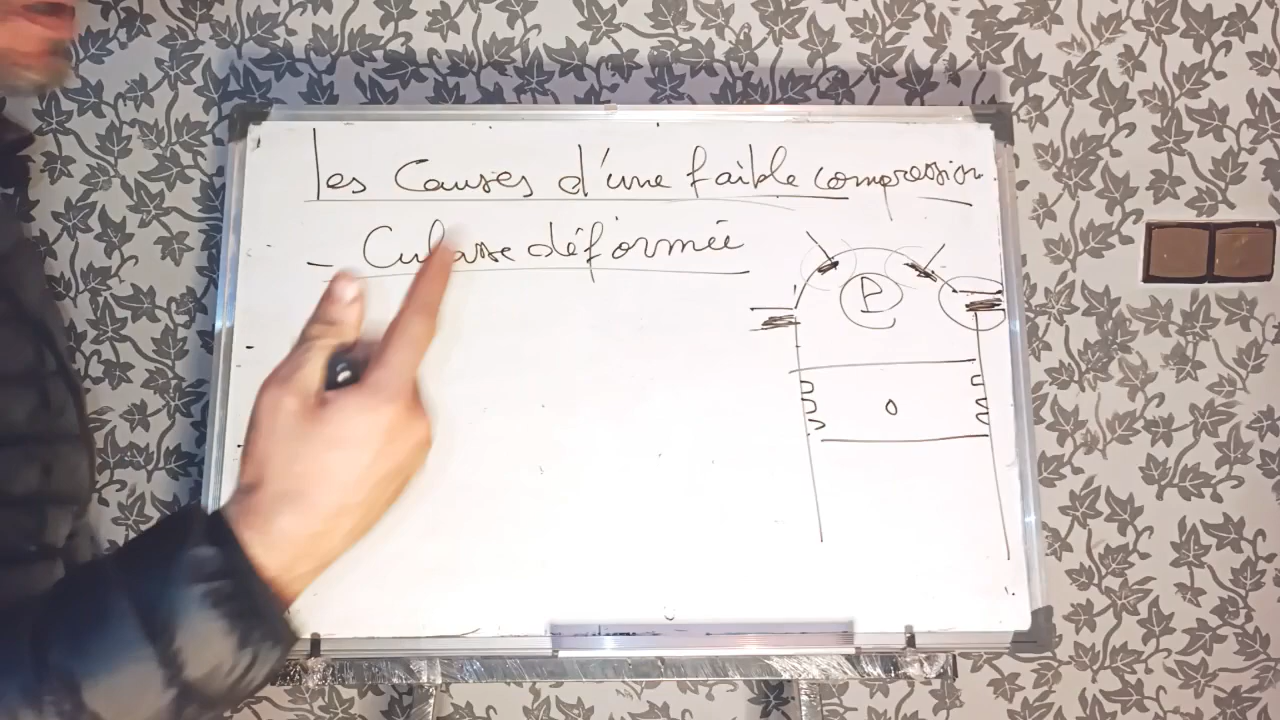 les Causes d'une faible compression.
- Culasse déformée
P